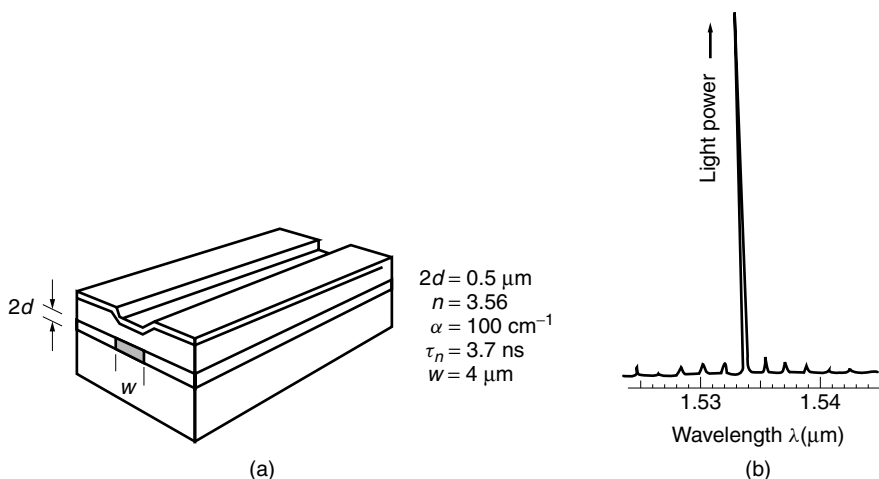 2d
w
2d = 0.5 μm
n = 3.56
α = 100 cm⁻¹
τₙ = 3.7 ns
w = 4 μm
(a)
Light power
1.53
1.54
Wavelength λ(μm)
(b)